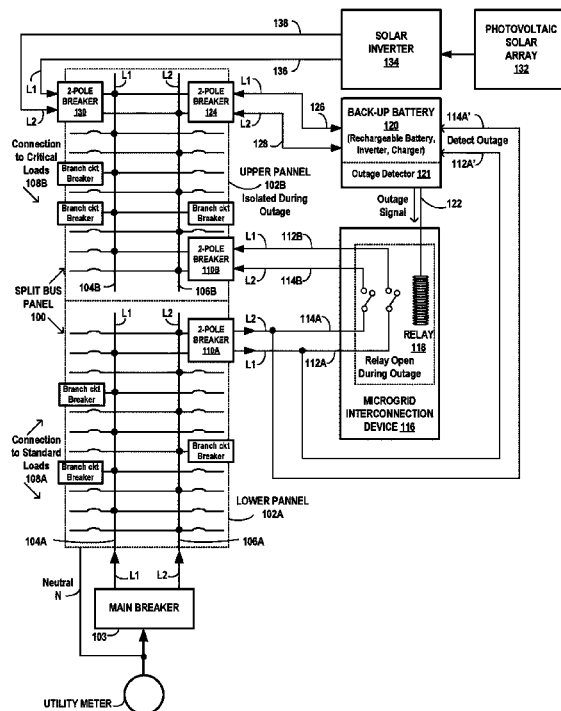 138
136
SOLAR
INVERTER
134
PHOTOVOLTAIC
SOLAR
ARRAY
132
L1
L2
L1
L2
2-POLE
BREAKER
130
2-POLE
BREAKER
124
L1
L2
126
128
BACK-UP BATTERY
120
(Rechargeable Battery,
Inverter, Charger)
Outage Detector 121
114A'
Detect Outage
112A'
Connection
to Critical
Loads
108B
Branch ckt
Breaker
Branch ckt
Breaker
Branch ckt
Breaker
UPPER PANNEL
102B
Isolated During
Outage
Outage
Signal
122
2-POLE
BREAKER
110B
L1
112B
L2
114B
104B
106B
L1
L2
SPLIT BUS
PANEL
100
2-POLE
BREAKER
110A
L2
114A
L1
112A
RELAY
118
Relay Open
During Outage
MICROGRID
INTERCONNECTION
DEVICE 116
Branch ckt
Breaker
Connection
to Standard
Loads
108A
Branch ckt
Breaker
Branch ckt
Breaker
LOWER PANNEL
102A
104A
106A
L1
L2
Neutral
N
MAIN BREAKER
103
UTILITY METER